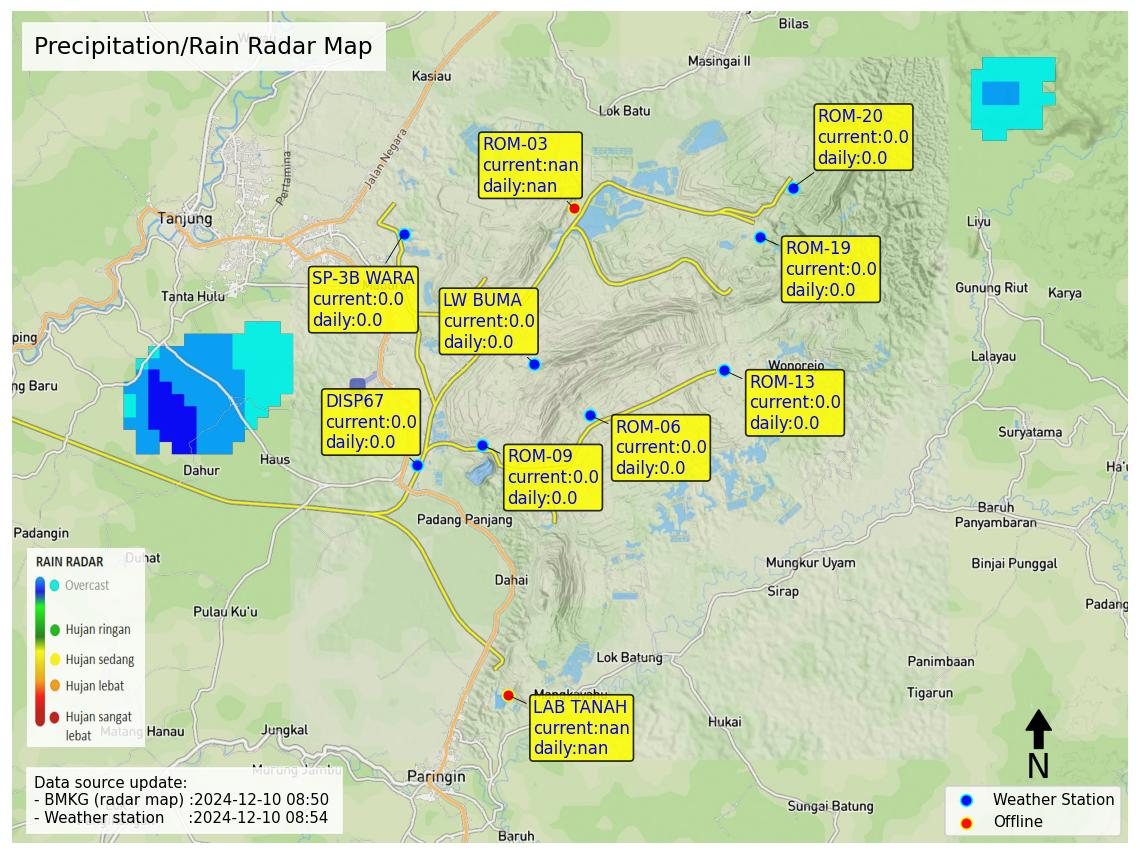 Precipitation/Rain Radar Map
Bilas
Masingai II
Kasiau
Lok Batu
Jalan Negara
Pertamina
Tanjung
Tanta Hulu
ROM-20
current:0.0
daily:0.0
ROM-03
current:nan
daily:nan
ROM-19
current:0.0
daily:0.0
SP-3B WARA
current:0.0
daily:0.0
LW BUMA
current:0.0
daily:0.0
Liyu
Gunung Riut
Karya
Lalayau
ping
ng Baru
Wonorejo
ROM-13
current:0.0
daily:0.0
DISP67
current:0.0
daily:0.0
ROM-06
current:0.0
daily:0.0
ROM-09
current:0.0
daily:0.0
Suryatama
Ha'u
Haus
Dahur
Baruh
Panyambaran
Padang Panjang
Padangin
Duhat
Binjai Punggal
Mungkur Uyam
Dahai
Sirap
Padang
Pulau Ku'u
RAIN RADAR
Overcast
Hujan ringan
Hujan sedang
Hujan lebat
Hujan sangat
lebat
Lok Batung
Panimbaan
Tigarun
Mangkayahu
LAB TANAH
current:nan
daily:nan
Hukai
Matang Hanau
Jungkal
Murung Jambu
Paringin
Sungai Batung
Baruh
N
Data source update:
- BMKG (radar map) :2024-12-10 08:50
- Weather station :2024-12-10 08:54
Weather Station
Offline